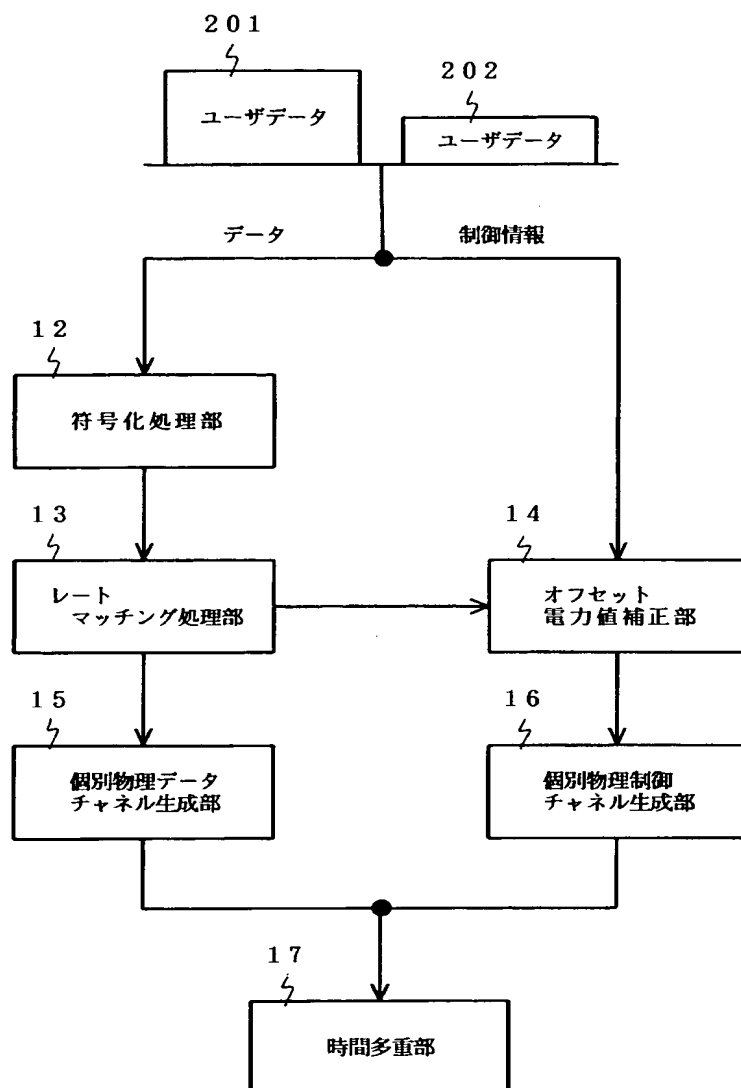 201
202
ユーザデータ
ユーザデータ
データ
制御情報
12
符号化処理部
13
14
レート
マッチング処理部
オフセット
電力値補正部
15
16
個別物理データ
チャネル生成部
個別物理制御
チャネル生成部
17
時間多重部